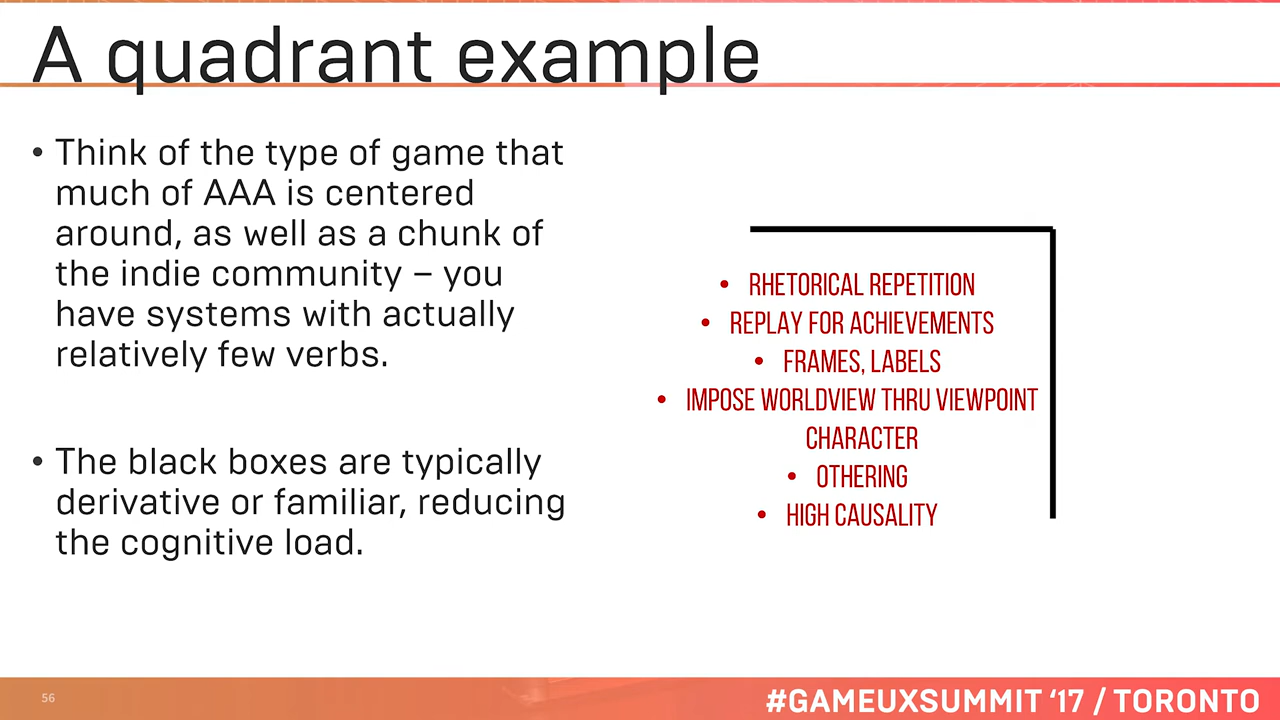 A quadrant example
• Think of the type of game that
much of AAA is centered
around, as well as a chunk of
the indie community – you
have systems with actually
relatively few verbs.
• The black boxes are typically
derivative or familiar, reducing
the cognitive load.
• RHETORICAL REPETITION
• REPLAY FOR ACHIEVEMENTS
• FRAMES, LABELS
• IMPOSE WORLDVIEW THRU VIEWPOINT
CHARACTER
• OTHERING
• HIGH CAUSALITY
56
#GAMEUXSUMMIT ‘17 / TORONTO